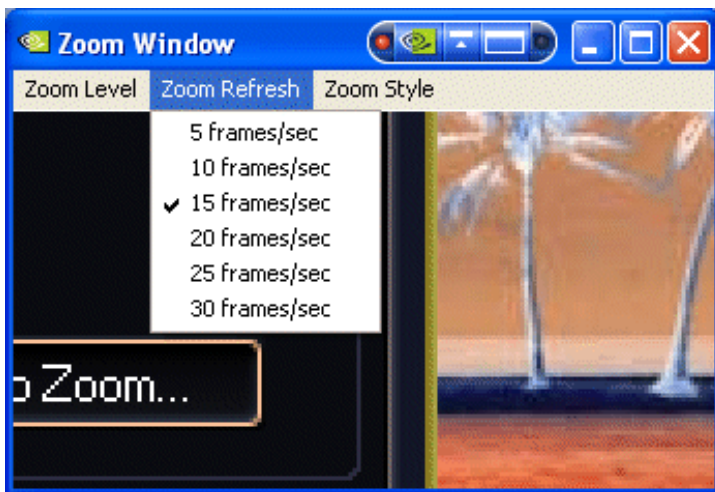 Zoom Window
Zoom Level Zoom Refresh Zoom Style
5 frames/sec
10 frames/sec
15 frames/sec
20 frames/sec
25 frames/sec
30 frames/sec
Zoom...